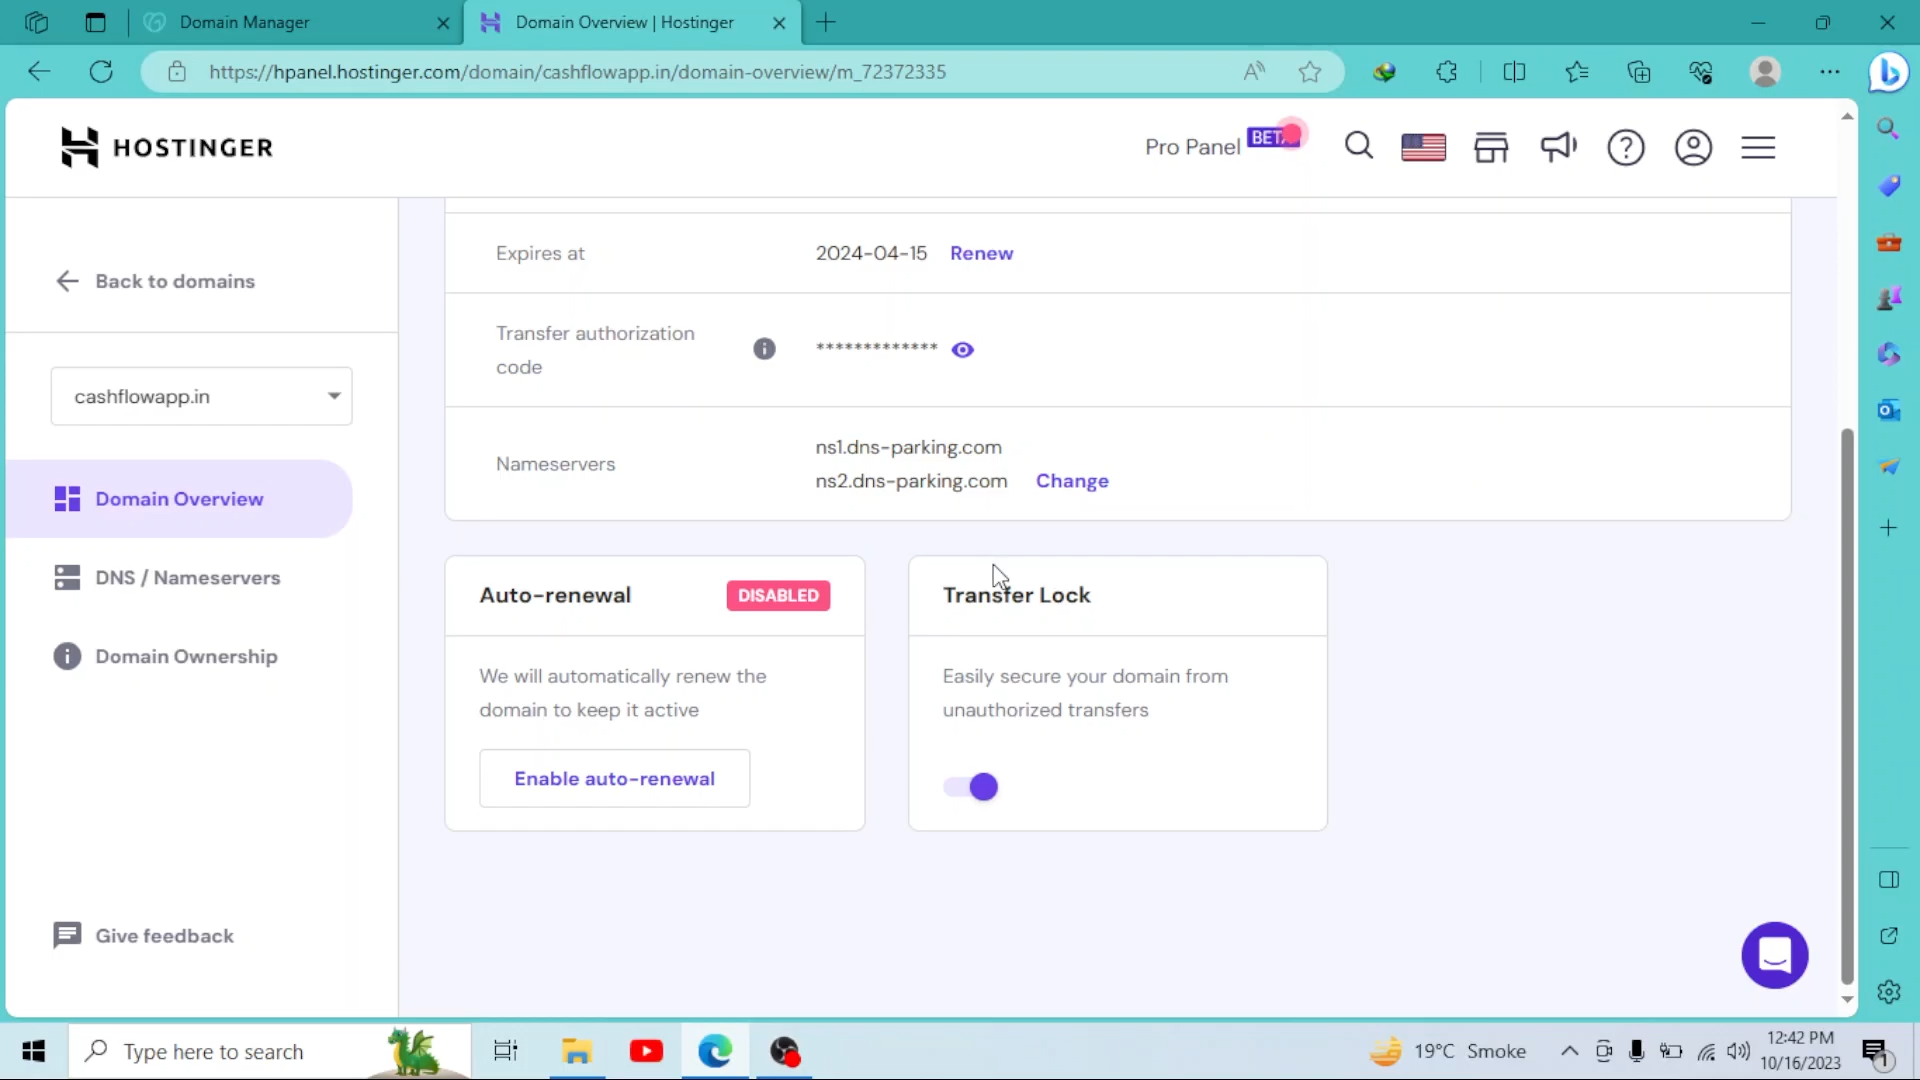 Domain Manager
Domain Overview | Hostinger
https://hpanel.hostinger.com/domain/cashflowapp.in/domain-overview/m_72372335
HOSTINGER
Pro Panel
BETA
Back to domains
cashflowapp.in
Domain Overview
DNS / Nameservers
Domain Ownership
Give feedback
Expires at
2024-04-15 Renew
Transfer authorization
code
*************
Nameservers
ns1.dns-parking.com
ns2.dns-parking.com Change
Auto-renewal
DISABLED
We will automatically renew the
domain to keep it active
Enable auto-renewal
Transfer Lock
Easily secure your domain from
unauthorized transfers
Type here to search
19°C Smoke
12:42 PM
10/16/2023
1